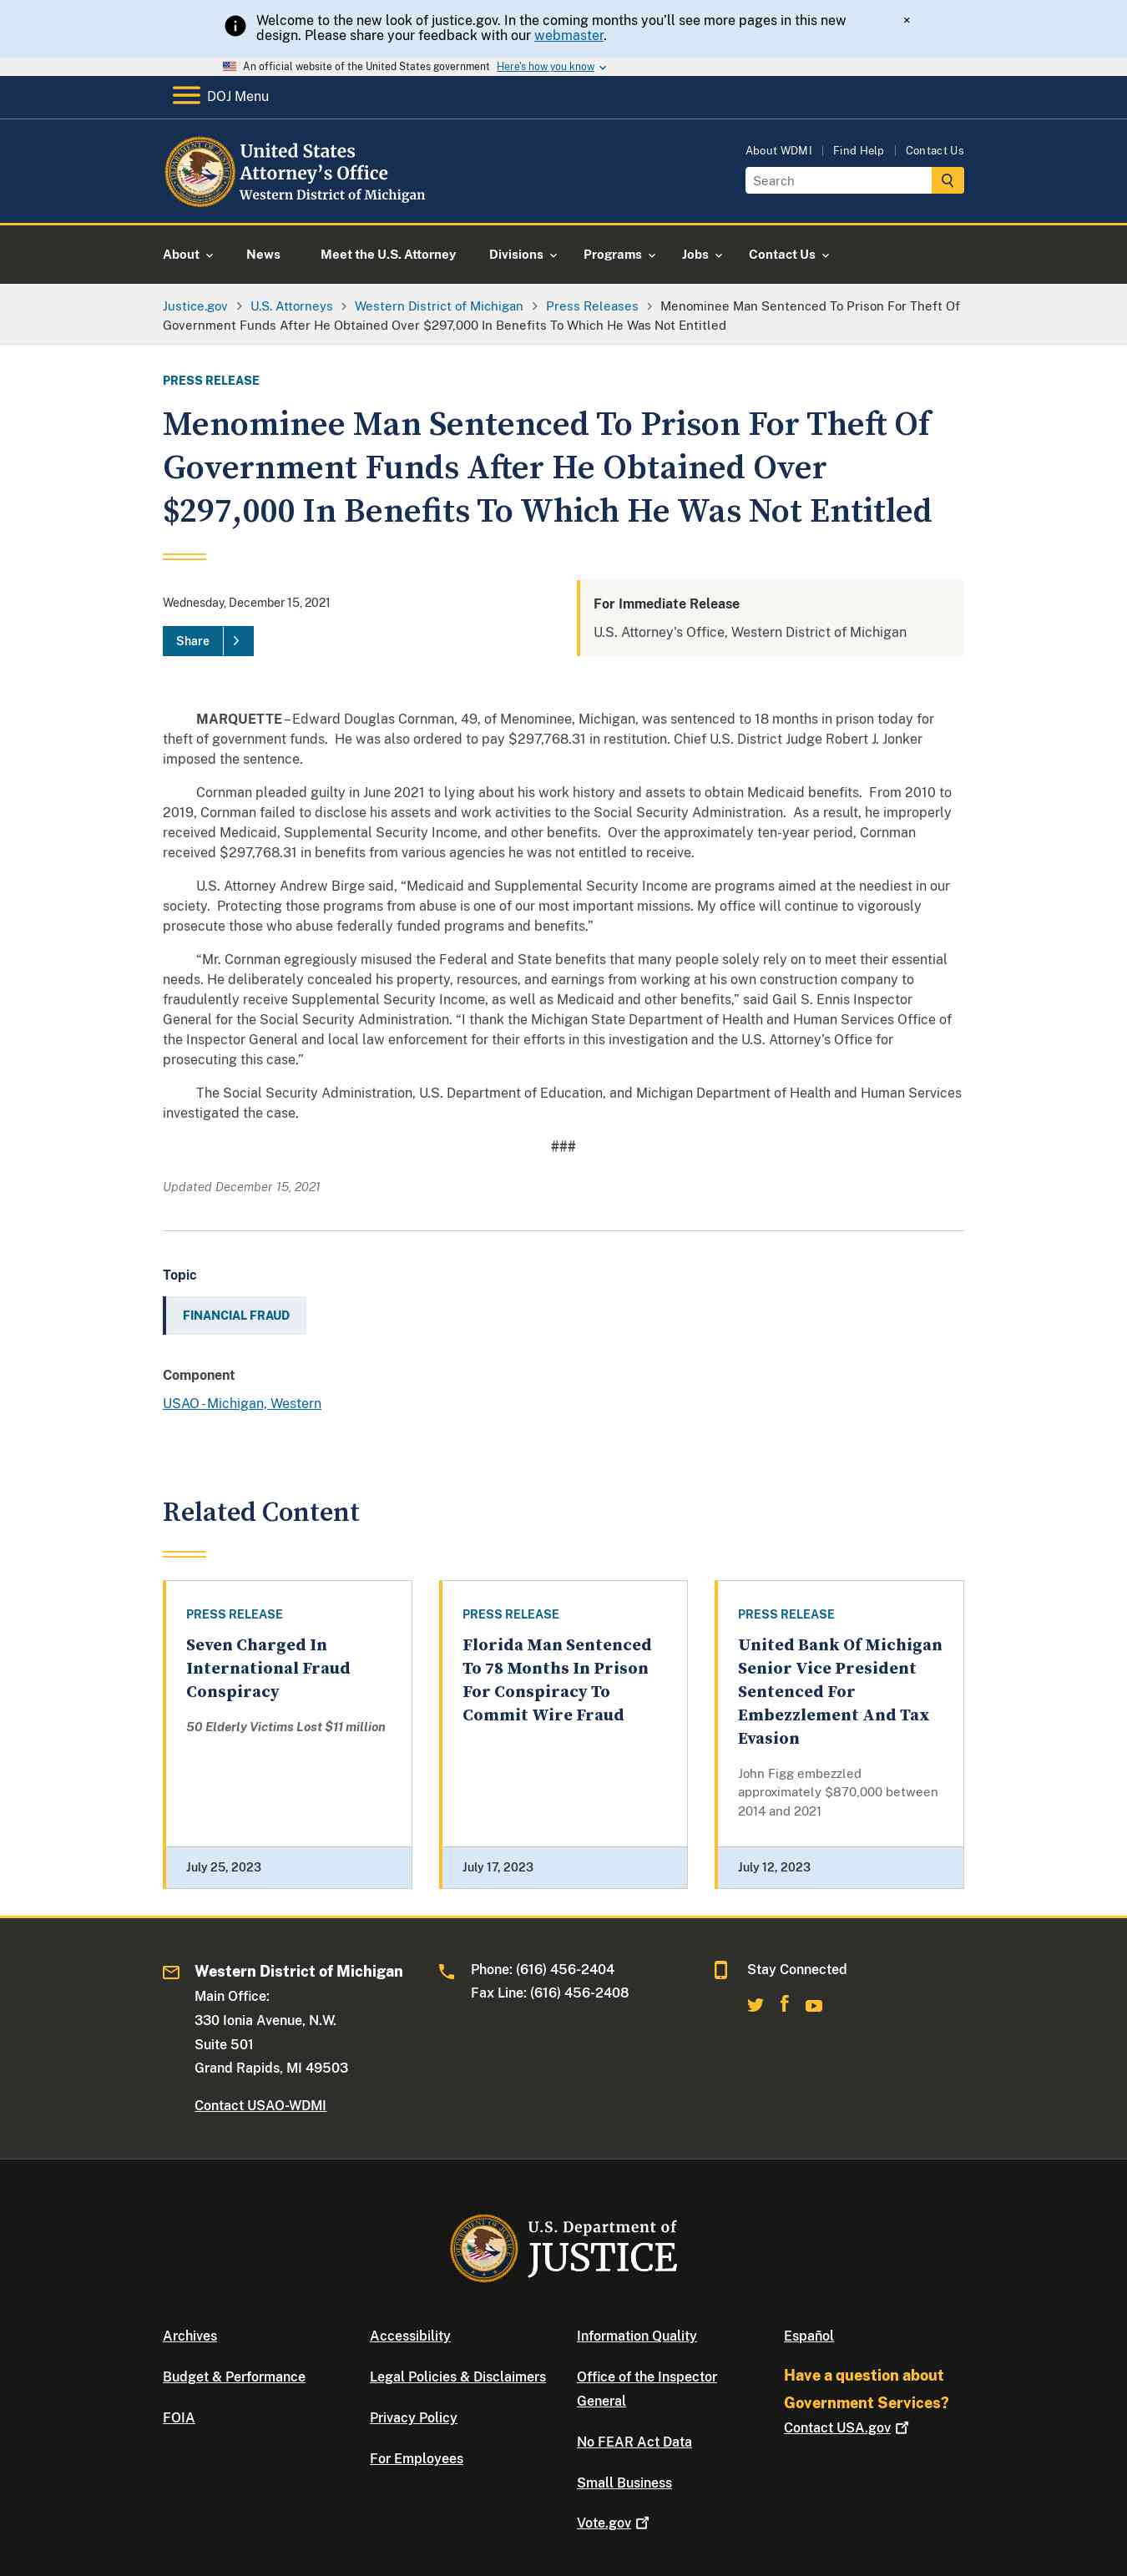 Welcome to the new look of justice.gov. In the coming months you'll see more pages in this new
design. Please share your feedback with our webmaster.
×
An official website of the United States government Here's how you know
DOJ Menu
United States
Attorney's Office
Western District of Michigan
About WDMI | Find Help | Contact Us
Search
About News Meet the U.S. Attorney Divisions Programs Jobs Contact Us
Justice.gov > U.S. Attorneys > Western District of Michigan > Press Releases > Menominee Man Sentenced To Prison For Theft Of
Government Funds After He Obtained Over $297,000 In Benefits To Which He Was Not Entitled
PRESS RELEASE
Menominee Man Sentenced To Prison For Theft Of
Government Funds After He Obtained Over
$297,000 In Benefits To Which He Was Not Entitled
Wednesday, December 15, 2021
Share >
For Immediate Release
U.S. Attorney's Office, Western District of Michigan
MARQUETTE – Edward Douglas Cornman, 49, of Menominee, Michigan, was sentenced to 18 months in prison today for
theft of government funds. He was also ordered to pay $297,768.31 in restitution. Chief U.S. District Judge Robert J. Jonker
imposed the sentence.
Cornman pleaded guilty in June 2021 to lying about his work history and assets to obtain Medicaid benefits. From 2010 to
2019, Cornman failed to disclose his assets and work activities to the Social Security Administration. As a result, he improperly
received Medicaid, Supplemental Security Income, and other benefits. Over the approximately ten-year period, Cornman
received $297,768.31 in benefits from various agencies he was not entitled to receive.
U.S. Attorney Andrew Birge said, "Medicaid and Supplemental Security Income are programs aimed at the neediest in our
society. Protecting those programs from abuse is one of our most important missions. My office will continue to vigorously
prosecute those who abuse federally funded programs and benefits."
"Mr. Cornman egregiously misused the Federal and State benefits that many people solely rely on to meet their essential
needs. He deliberately concealed his property, resources, and earnings from working at his own construction company to
fraudulently receive Supplemental Security Income, as well as Medicaid and other benefits," said Gail S. Ennis Inspector
General for the Social Security Administration. "I thank the Michigan State Department of Health and Human Services Office of
the Inspector General and local law enforcement for their efforts in this investigation and the U.S. Attorney's Office for
prosecuting this case."
The Social Security Administration, U.S. Department of Education, and Michigan Department of Health and Human Services
investigated the case.
###
Updated December 15, 2021
Topic
FINANCIAL FRAUD
Component
USAO - Michigan, Western
Related Content
PRESS RELEASE
Seven Charged In
International Fraud
Conspiracy
50 Elderly Victims Lost $11 million
July 25, 2023
PRESS RELEASE
Florida Man Sentenced
To 78 Months In Prison
For Conspiracy To
Commit Wire Fraud
July 17, 2023
PRESS RELEASE
United Bank Of Michigan
Senior Vice President
Sentenced For
Embezzlement And Tax
Evasion
John Figg embezzled
approximately $870,000 between
2014 and 2021
July 12, 2023
Western District of Michigan
Main Office:
330 Ionia Avenue, N.W.
Suite 501
Grand Rapids, MI 49503
Contact USAO-WDMI
Phone: (616) 456-2404
Fax Line: (616) 456-2408
Stay Connected
U.S. Department of
JUSTICE
Archives
Budget & Performance
FOIA
Accessibility
Legal Policies & Disclaimers
Privacy Policy
For Employees
Information Quality
Office of the Inspector
General
No FEAR Act Data
Small Business
Vote.gov
Español
Have a question about
Government Services?
Contact USA.gov